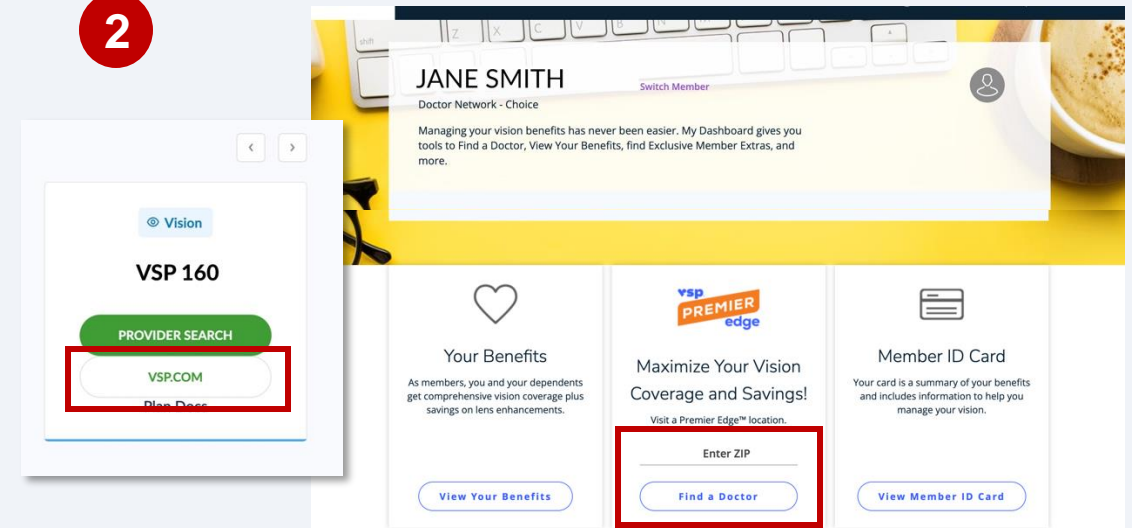 2
shift
Z X C V B N M
JANE SMITH
Switch Member
Doctor Network - Choice
Managing your vision benefits has never been easier. My Dashboard gives you
tools to Find a Doctor, View Your Benefits, find Exclusive Member Extras, and
more.
Vision
VSP 160
PROVIDER SEARCH
VSP.COM
Plan Docs
Your Benefits
As members, you and your dependents
get comprehensive vision coverage plus
savings on lens enhancements.
View Your Benefits
vsp
PREMIER
edge
Maximize Your Vision
Coverage and Savings!
Visit a Premier Edge™ location.
Enter ZIP
Find a Doctor
Member ID Card
Your card is a summary of your benefits
and includes information to help you
manage your vision.
View Member ID Card